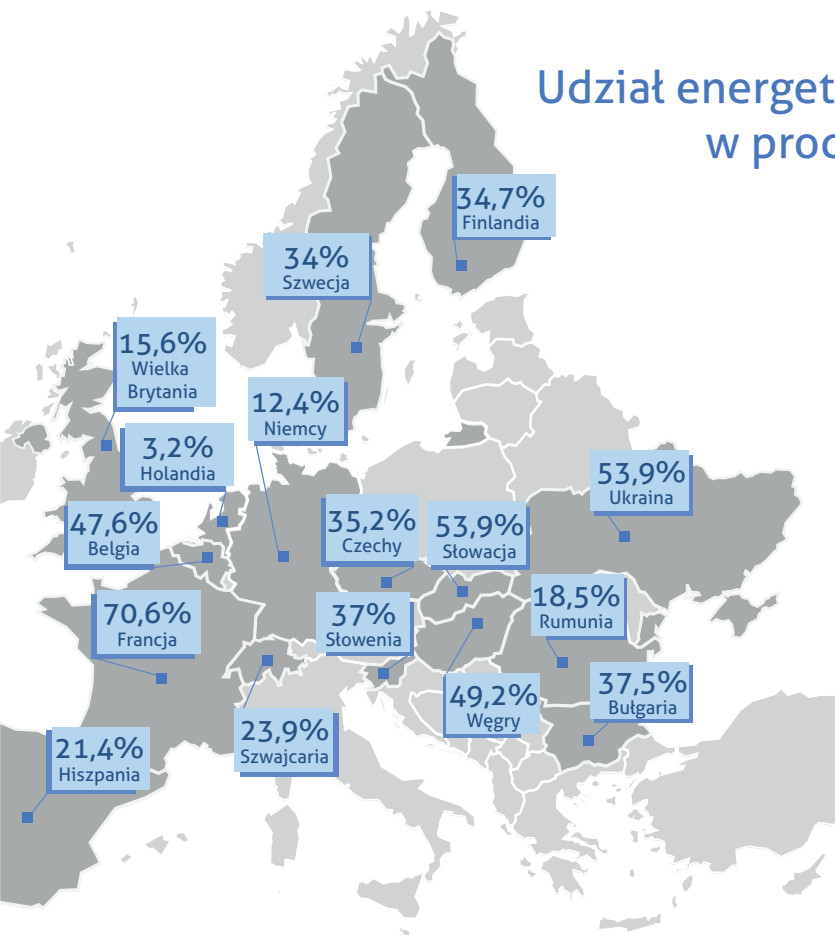 Udział energet
w proc
34,7%
Finlandia
34%
Szwecja
15,6%
Wielka
Brytania
12,4%
Niemcy
3,2%
Holandia
53,9%
Ukraina
47,6%
Belgia
35,2%
Czechy
53,9%
Słowacja
18,5%
Rumunia
70,6%
Francja
37%
Słowenia
37,5%
Bułgaria
49,2%
Węgry
23,9%
Szwajcaria
21,4%
Hiszpania